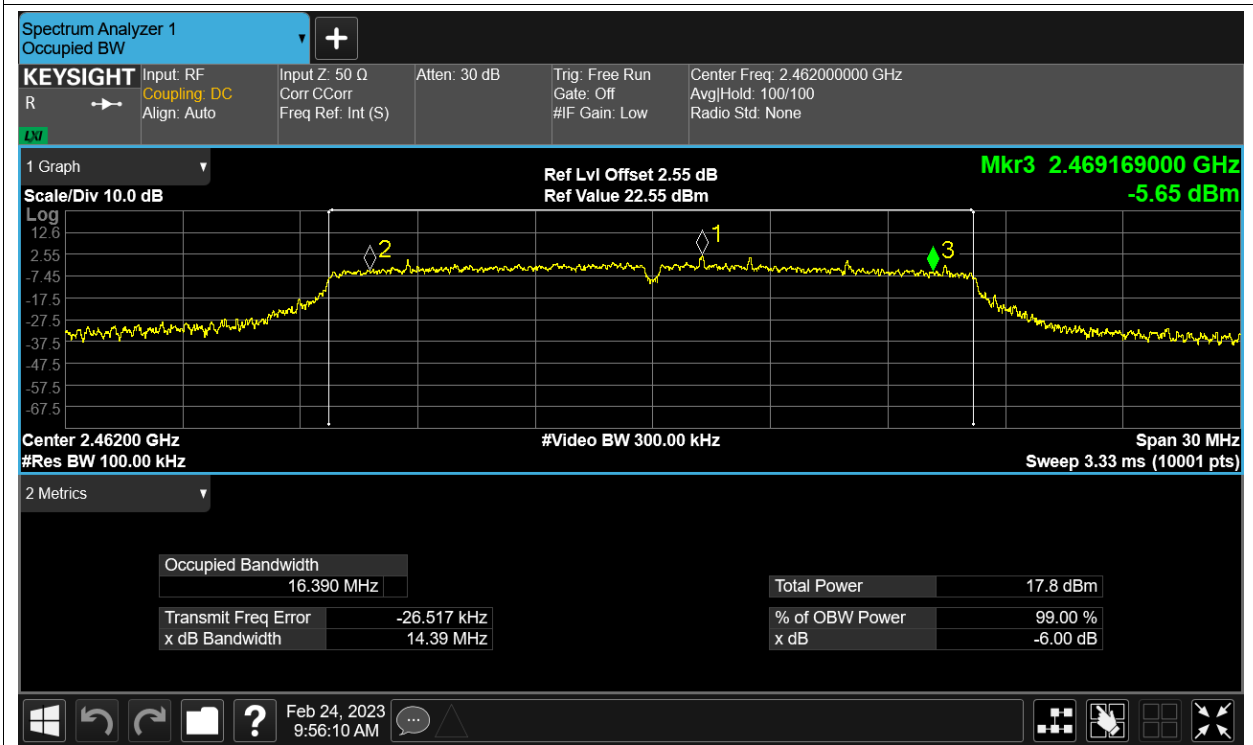 Spectrum Analyzer 1
Occupied BW
KEYSIGHT
R
LXI
Input: RF
Coupling: DC
Align: Auto
Input Z: 50 Ω
Corr CCorr
Freq Ref: Int (S)
Atten: 30 dB
Trig: Free Run
Gate: Off
#IF Gain: Low
Center Freq: 2.462000000 GHz
Avg|Hold: 100/100
Radio Std: None
1 Graph
Scale/Div 10.0 dB
Ref Lvl Offset 2.55 dB
Ref Value 22.55 dBm
Mkr3 2.469169000 GHz
-5.65 dBm
Log
12.6
2.55
-7.45
-17.5
-27.5
-37.5
-47.5
-57.5
-67.5
2
1
3
Center 2.46200 GHz
#Res BW 100.00 kHz
#Video BW 300.00 kHz
Span 30 MHz
Sweep 3.33 ms (10001 pts)
2 Metrics
Occupied Bandwidth
16.390 MHz
Transmit Freq Error -26.517 kHz
x dB Bandwidth 14.39 MHz
Total Power 17.8 dBm
% of OBW Power 99.00 %
x dB -6.00 dB
?
Feb 24, 2023
9:56:10 AM